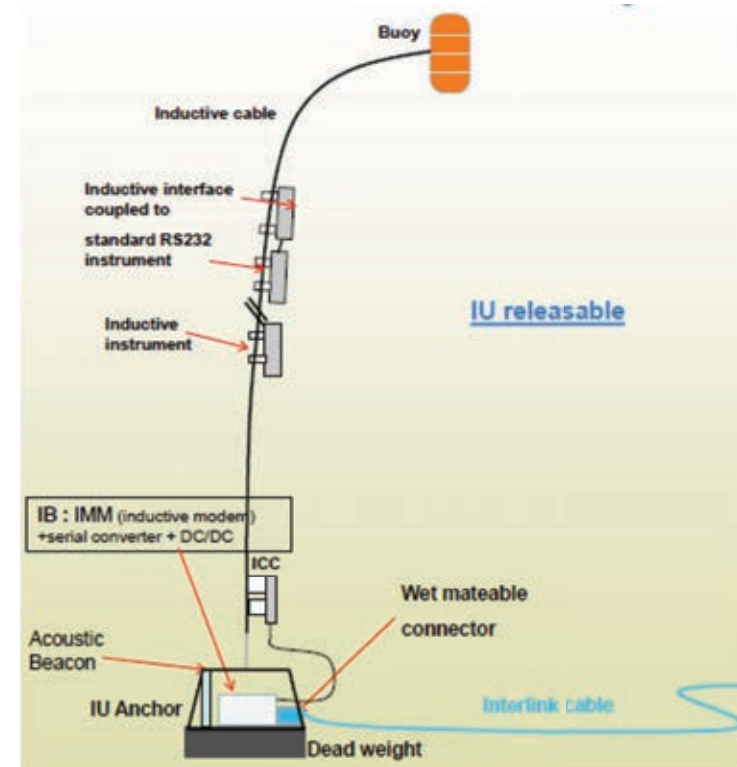 Buoy
Inductive cable
Inductive interface
coupled to
standard RS232
instrument
IU releasable
Inductive
instrument
IB : IMM (inductive modem)
+serial converter + DC/DC
ICC
Wet mateable
connector
Acoustic
Beacon
IU Anchor
Interlink cable
Dead weight